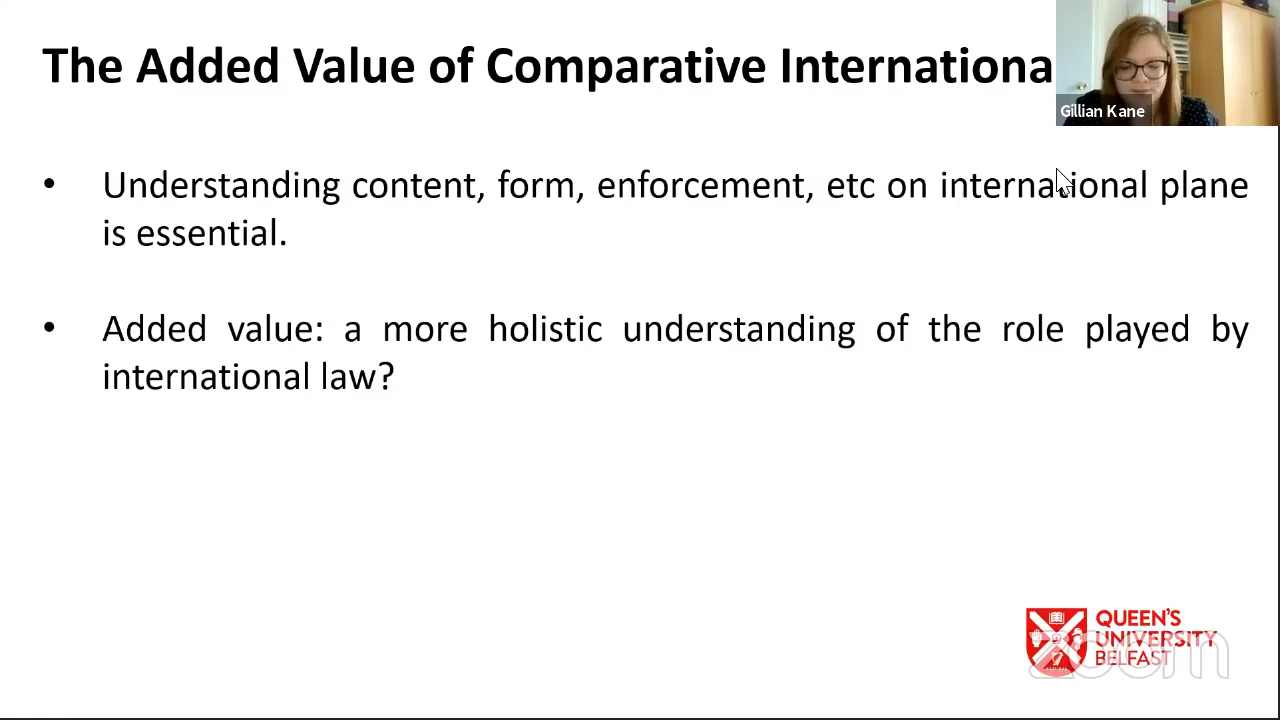 The Added Value of Comparative Internationa
Gillian Kane
• Understanding content, form, enforcement, etc on international plane
is essential.
• Added value: a more holistic understanding of the role played by
international law?
QUEEN'S
UNIVERSITY
BELFAST
zoom